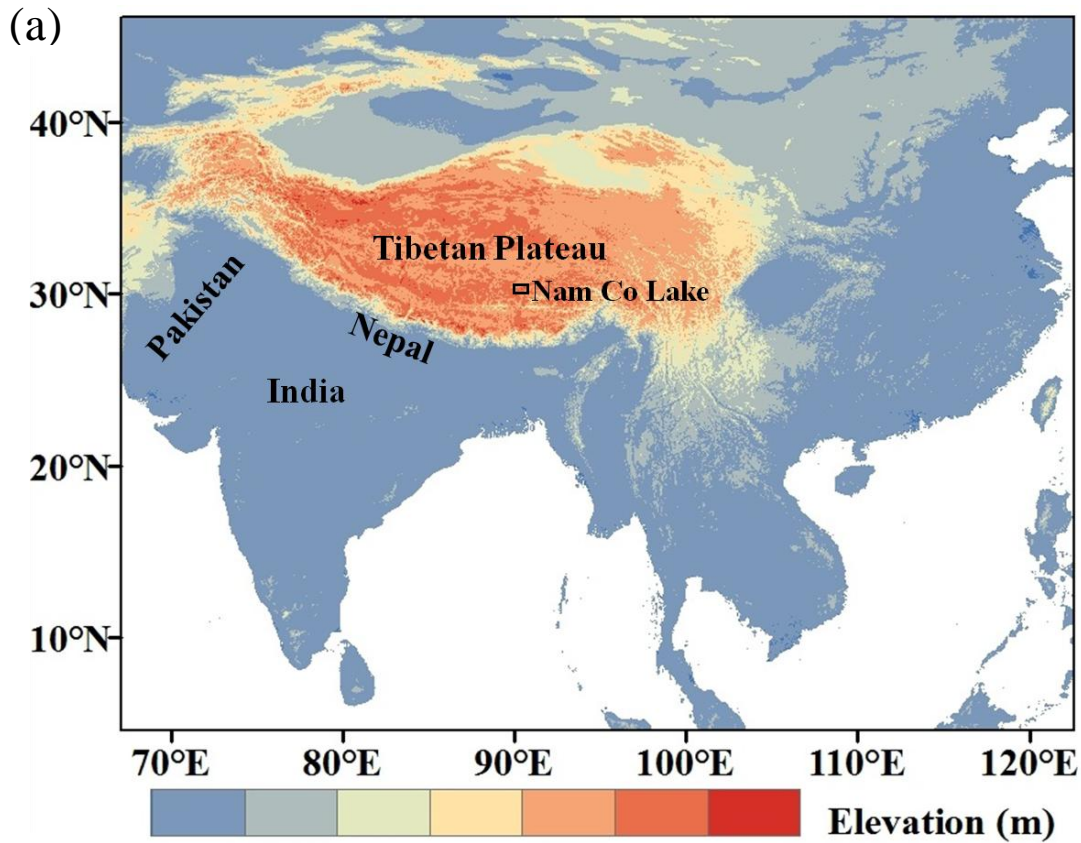 (a)
40°N
30°N
20°N
10°N
Tibetan Plateau
Nam Co Lake
Pakistan
Nepal
India
70°E 80°E 90°E 100°E 110°E 120°E
Elevation (m)